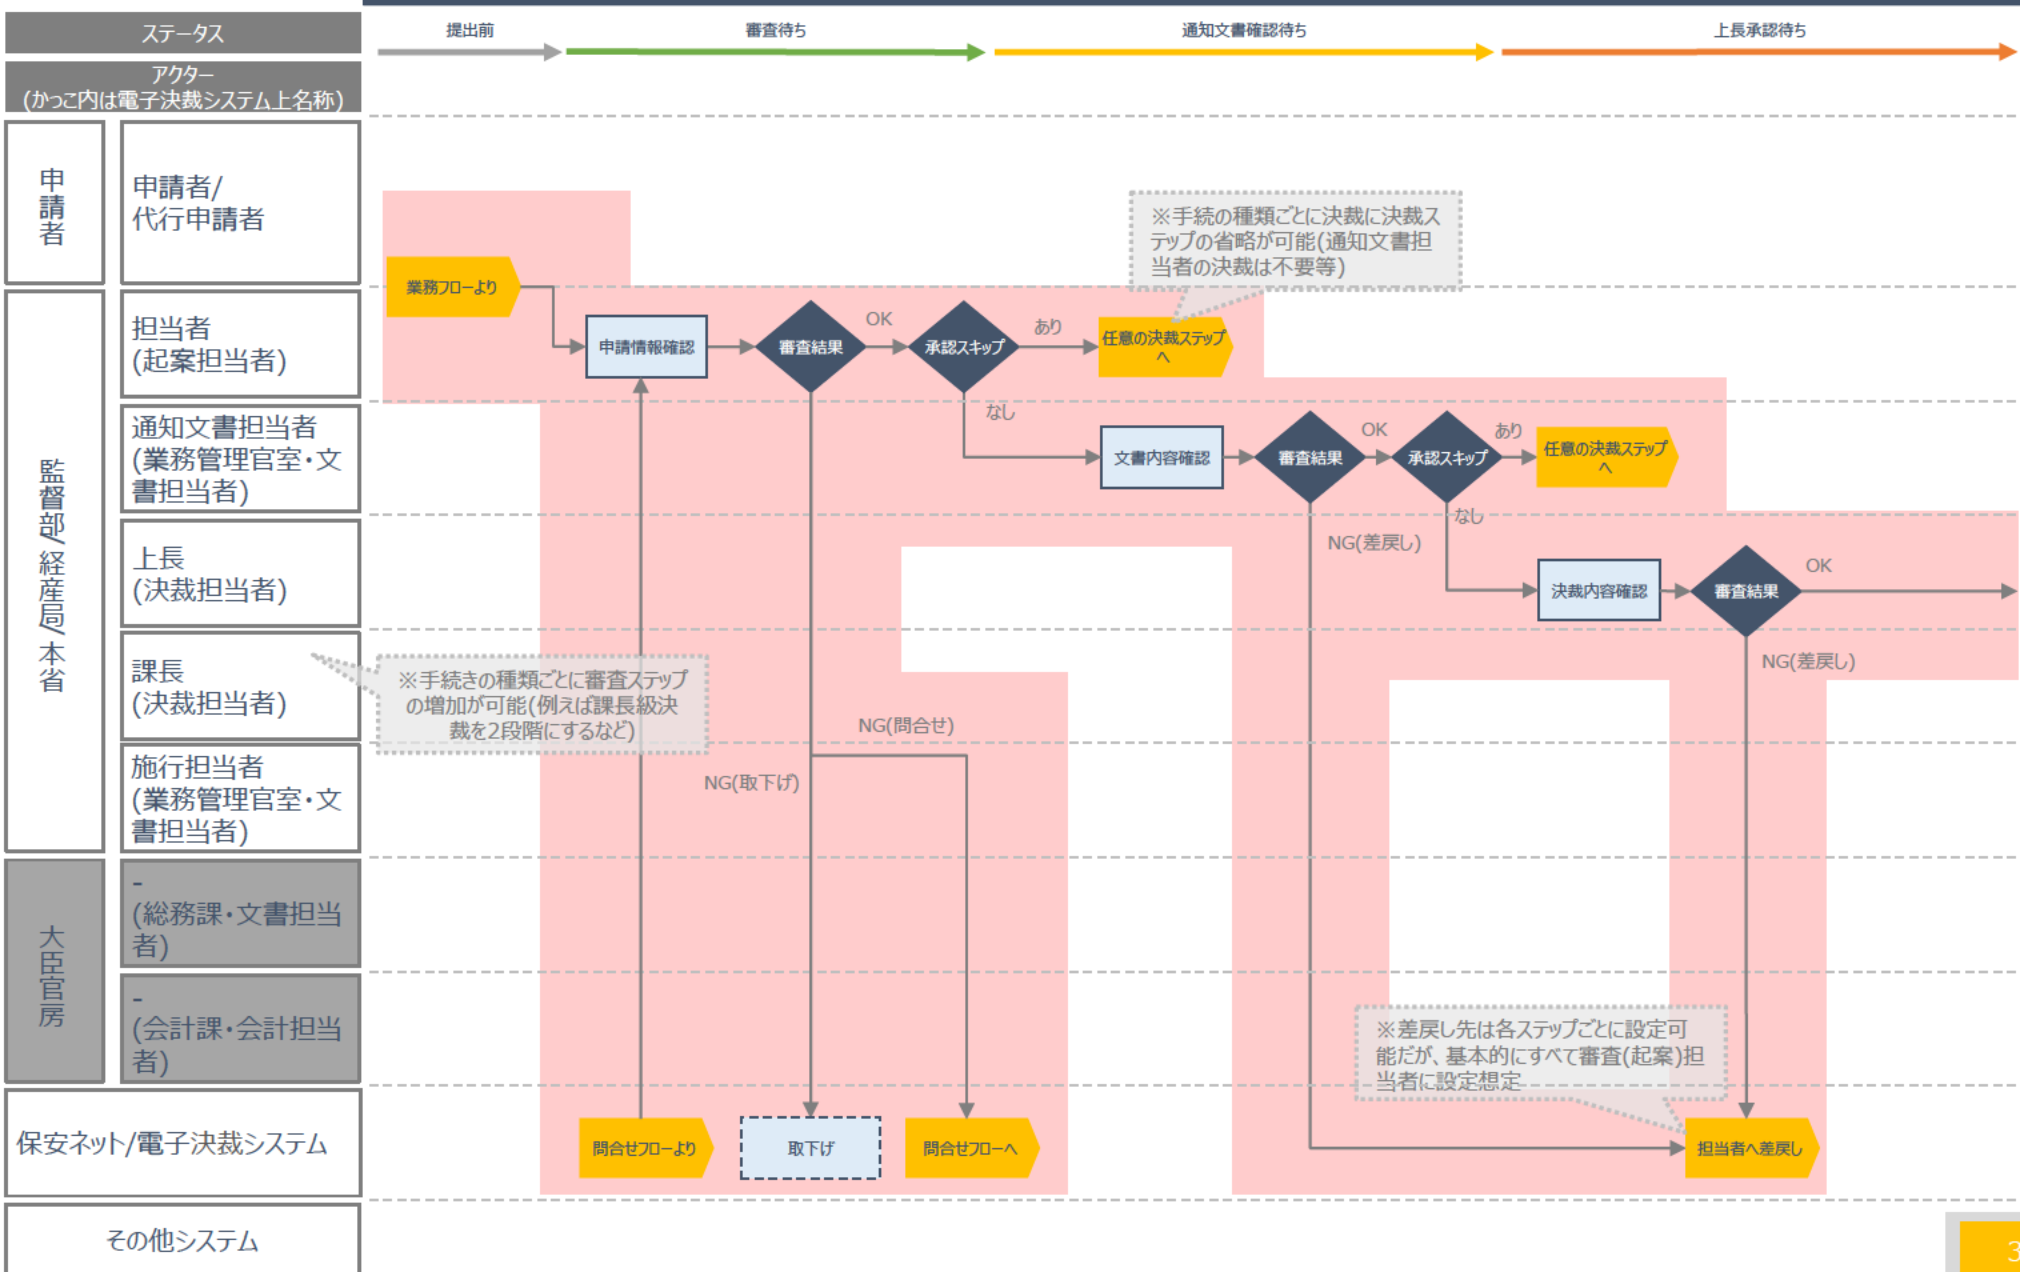 ステータス
提出前
審査待ち
通知文書確認待ち
上長承認待ち
アクター
(かっこ内は電子決裁システム上名称)
申請者
申請者/
代行申請者
※手続の種類ごとに決裁に決裁ス
テップの省略が可能(通知文書担
当者の決裁は不要等)
業務フローより
監督部/経産局/本省
担当者
(起案担当者)
申請情報確認
審査結果
OK
承認スキップ
あり
任意の決裁ステップ
へ
なし
通知文書担当者
(業務管理官室・文
書担当者)
文書内容確認
審査結果
OK
承認スキップ
あり
任意の決裁ステップ
へ
なし
NG(差戻し)
上長
(決裁担当者)
決裁内容確認
審査結果
OK
NG(差戻し)
課長
(決裁担当者)
※手続きの種類ごとに審査ステップ
の増加が可能(例えば課長級決
裁を2段階にするなど)
NG(問合せ)
NG(取下げ)
施行担当者
(業務管理官室・文
書担当者)
大臣官房
-
(総務課・文書担当
者)
-
(会計課・会計担当
者)
※差戻し先は各ステップごとに設定可
能だが、基本的にすべて審査(起案)担
当者に設定想定
保安ネット/電子決裁システム
問合せフローより
取下げ
問合せフローへ
担当者へ差戻し
その他システム
3